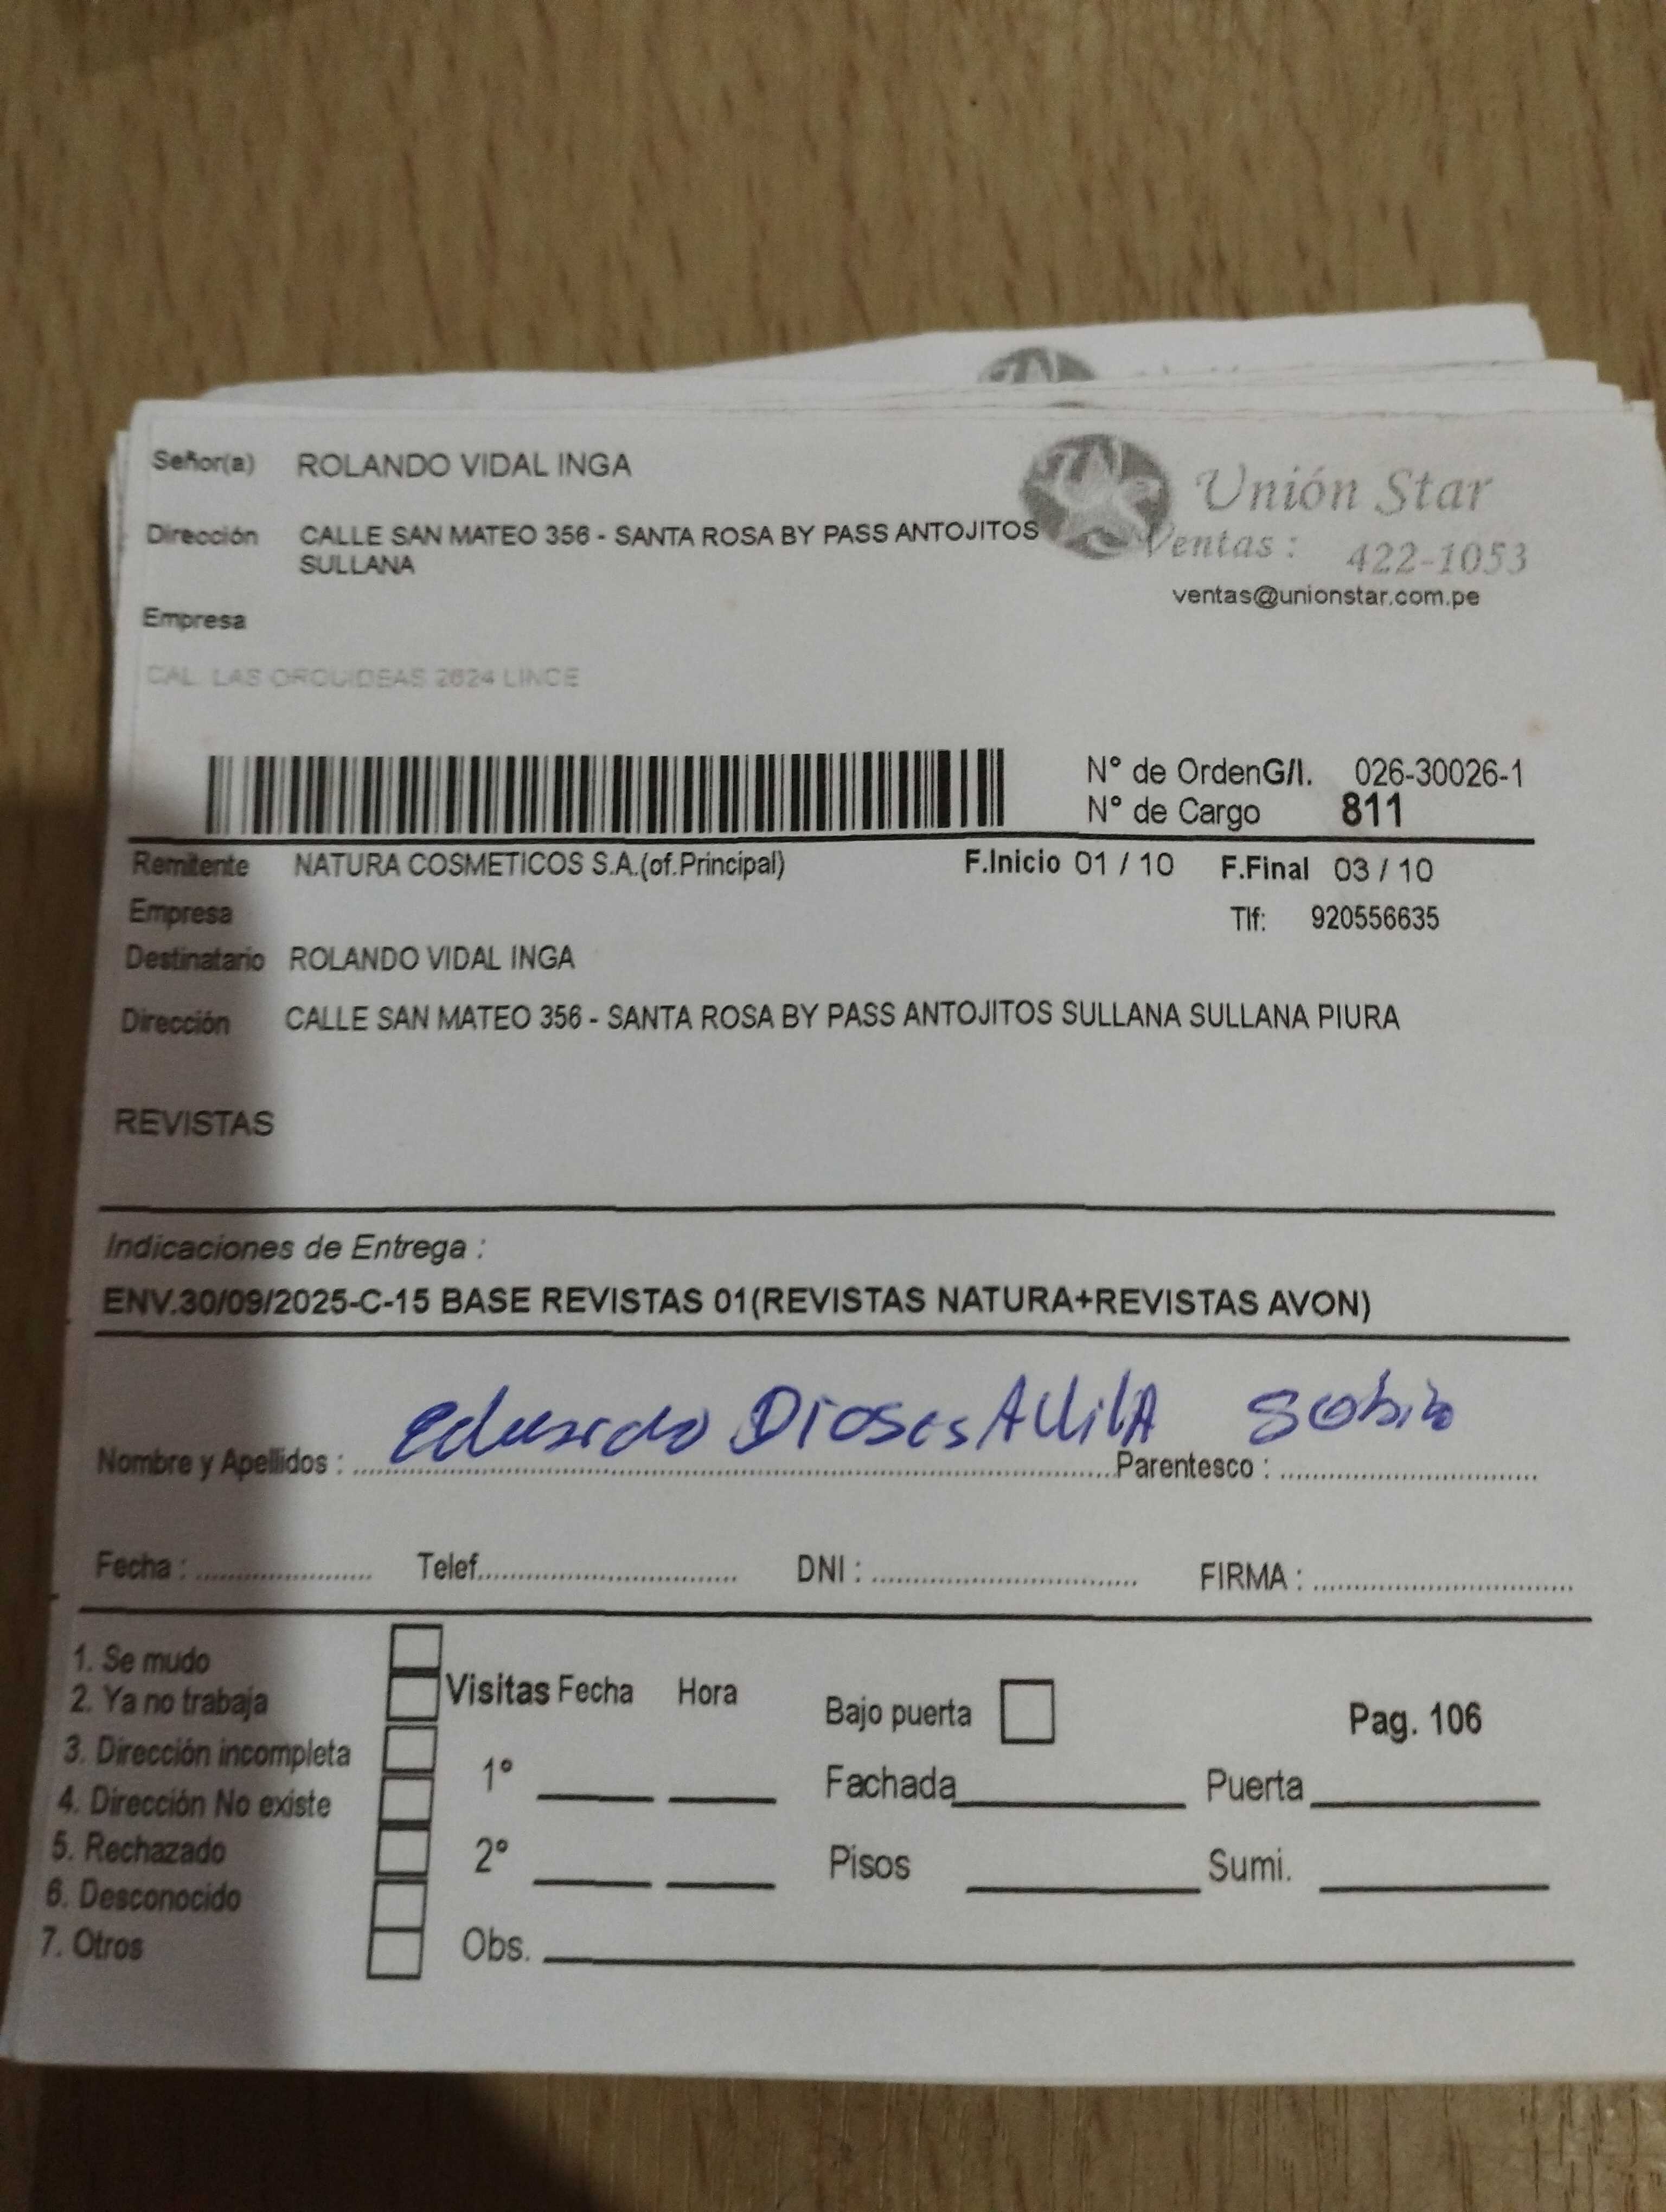 Señor(a) ROLANDO VIDAL INGA
Unión Star
Dirección CALLE SAN MATEO 356 - SANTA ROSA BY PASS ANTOJITOS
SULLANA
Ventas : 422-1053
ventas@unionstar.com.pe
Empresa
CAL. LAS ORQUIDEAS 2624 LINCE
N° de OrdenG/I. 026-30026-1
N° de Cargo 811
Remitente NATURA COSMETICOS S.A.(of.Principal) F.Inicio 01 / 10 F.Final 03 / 10
Empresa Tlf: 920556635
Destinatario ROLANDO VIDAL INGA
Dirección CALLE SAN MATEO 356 - SANTA ROSA BY PASS ANTOJITOS SULLANA SULLANA PIURA
REVISTAS
Indicaciones de Entrega :
ENV.30/09/2025-C-15 BASE REVISTAS 01(REVISTAS NATURA+REVISTAS AVON)
Nombre y Apellidos : Eduardo Dioses Parentesco :
Fecha : Telef. DNI : FIRMA :
1. Se mudo
2. Ya no trabaja
3. Dirección incompleta
4. Dirección No existe
5. Rechazado
6. Desconocido
7. Otros
Visitas Fecha Hora
1°
2°
Obs.
Bajo puerta
Pag. 106
Fachada Puerta
Pisos Sumi.